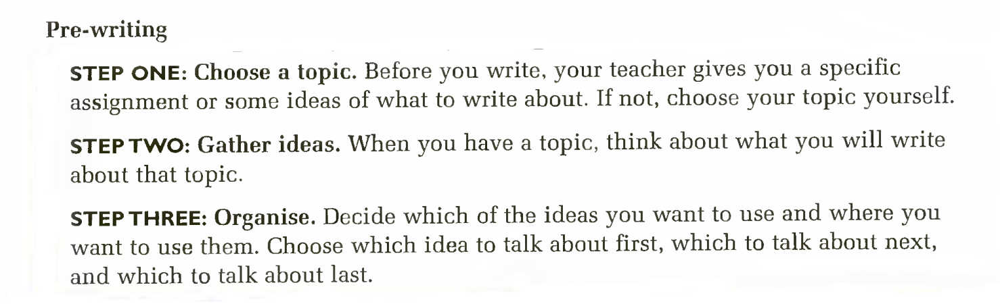 Pre-writing
STEP ONE: Choose a topic. Before you write, your teacher gives you a specific
assignment or some ideas of what to write about. If not, choose your topic yourself.
STEP TWO: Gather ideas. When you have a topic, think about what you will write
about that topic.
STEP THREE: Organise. Decide which of the ideas you want to use and where you
want to use them. Choose which idea to talk about first, which to talk about next,
and which to talk about last.